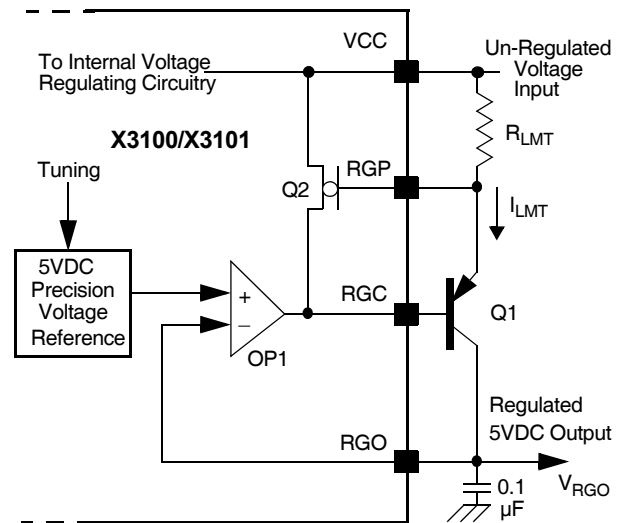 VCC
To Internal Voltage
Regulating Circuitry
Un-Regulated
Voltage
Input
X3100/X3101
RLMT
Tuning
RGP
Q2
ILMT
5VDC
Precision
Voltage
Reference
+
–
OP1
RGC
Q1
RGO
Regulated
5VDC Output
VRGO
0.1
µF